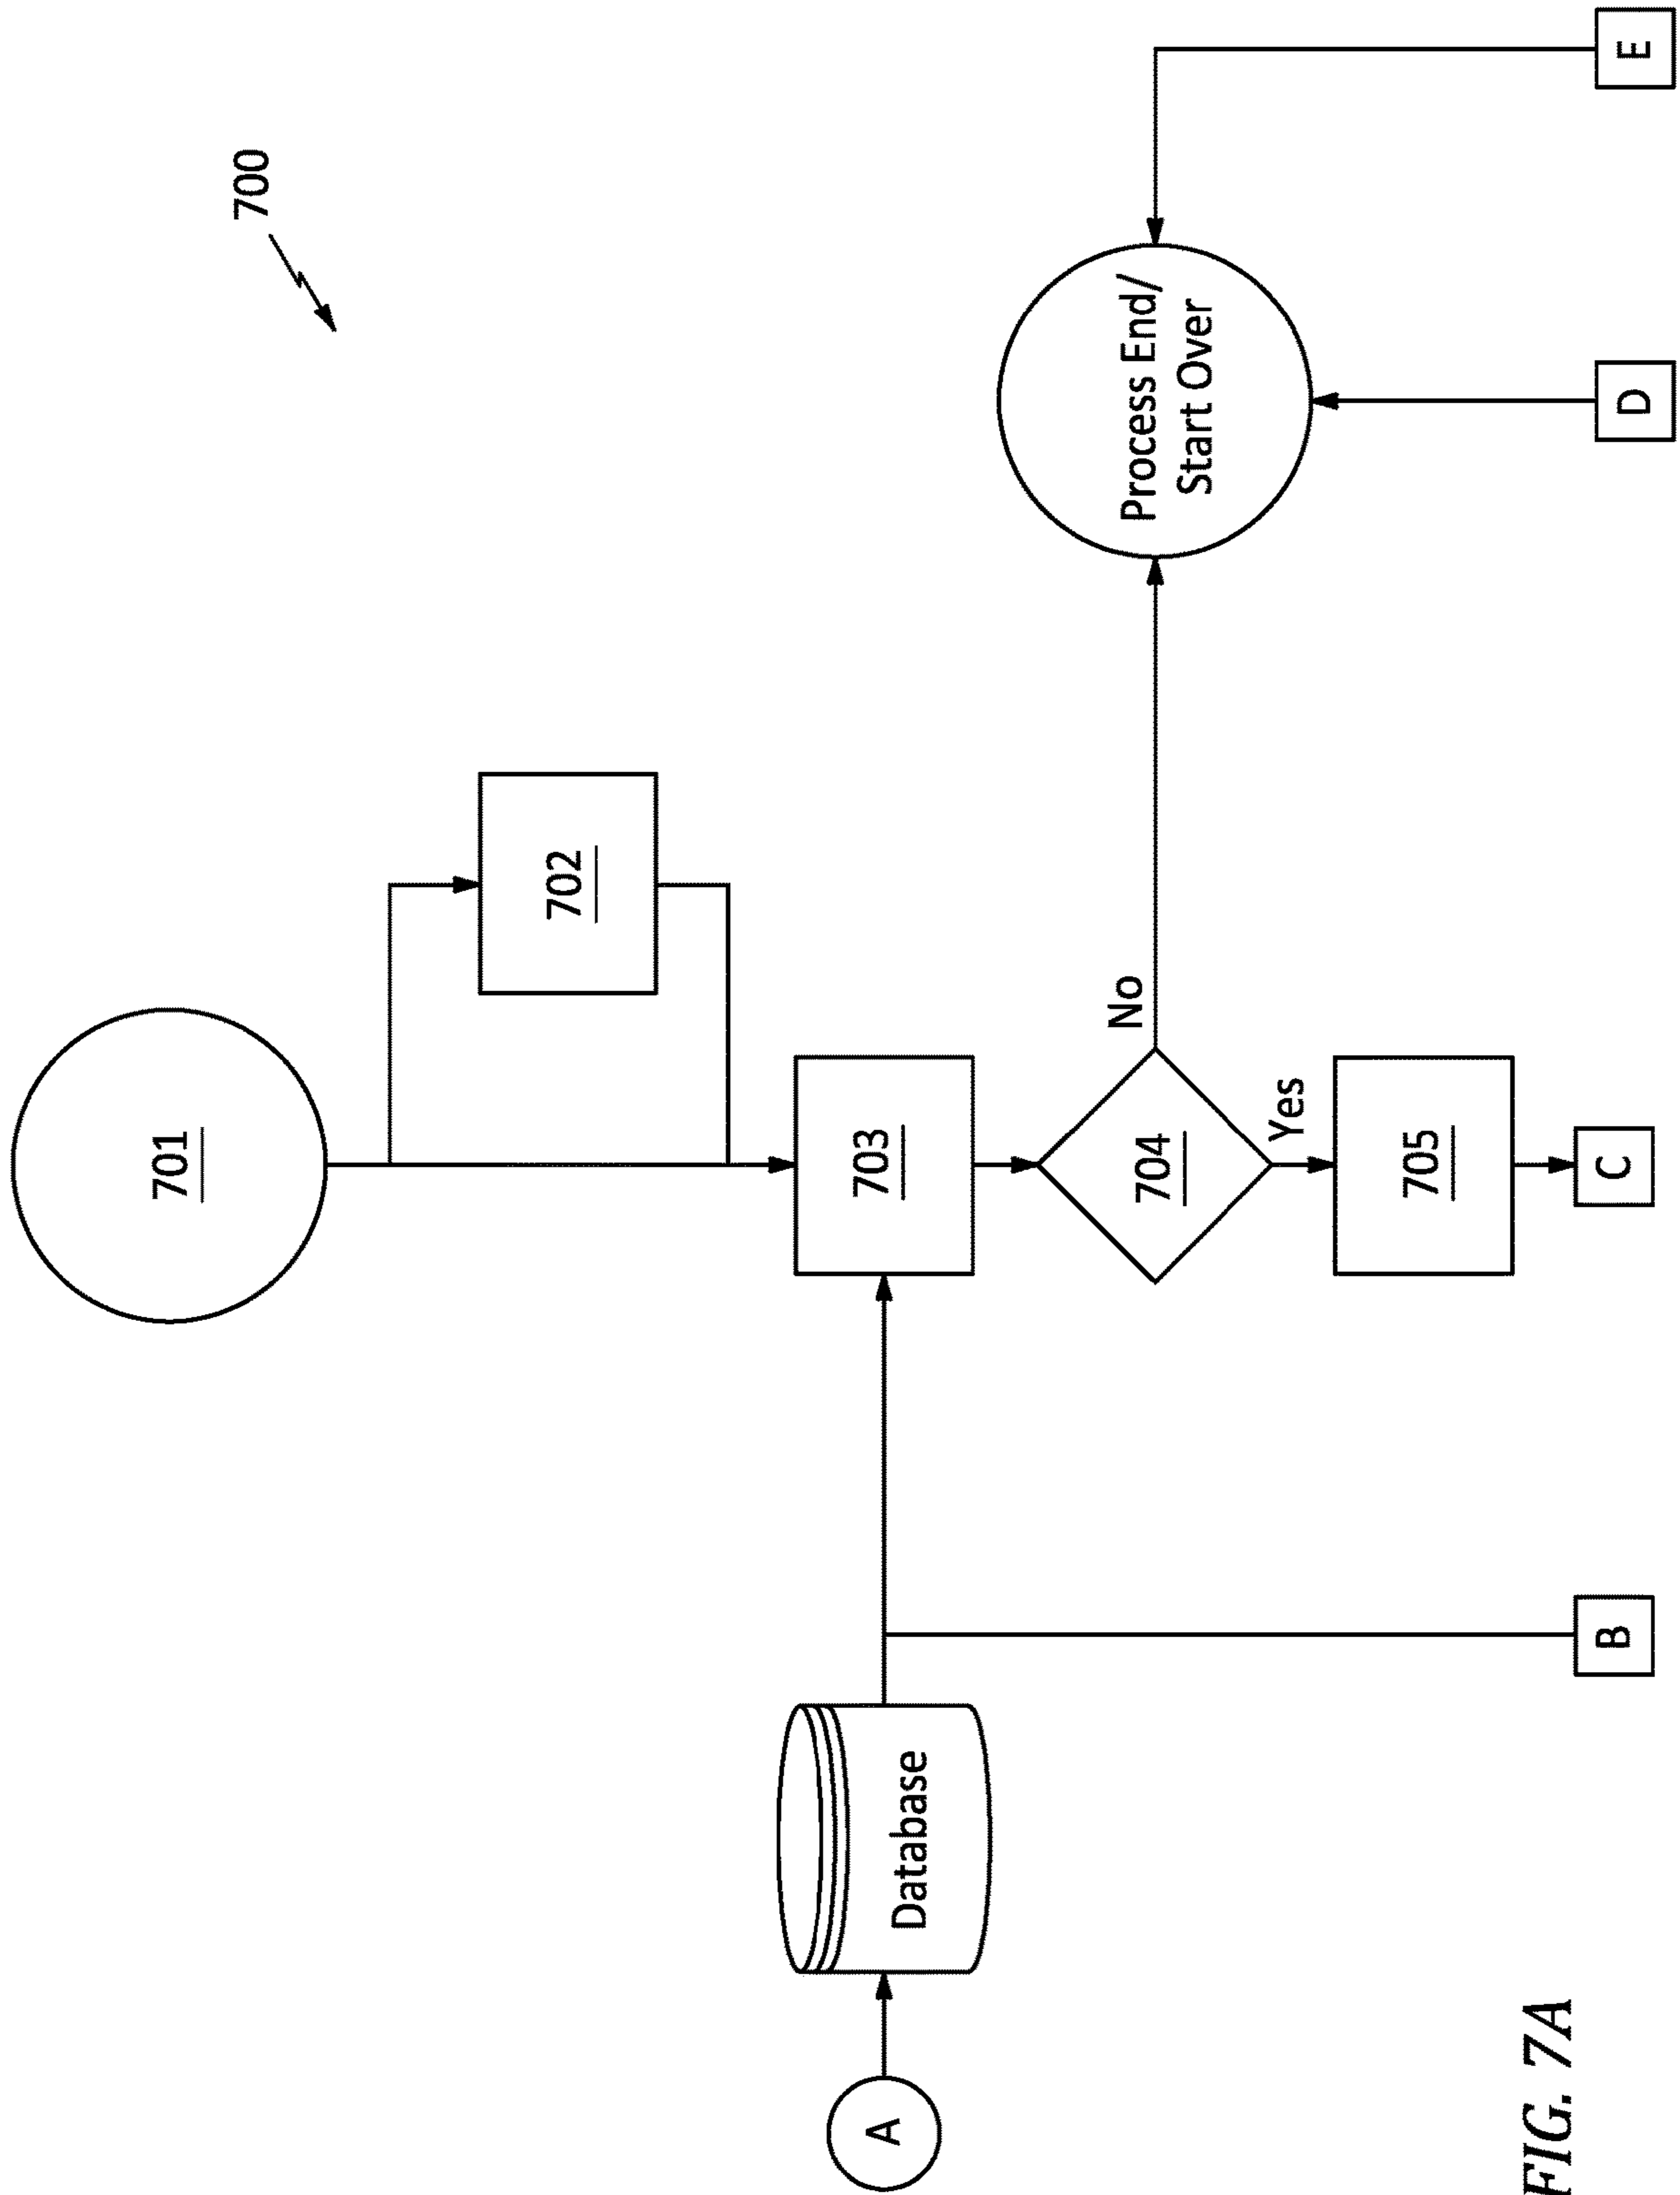 700
701
702
A
Database
703
704
No
Process End/
Start Over
Yes
705
B
C
D
E
FIG. 7A